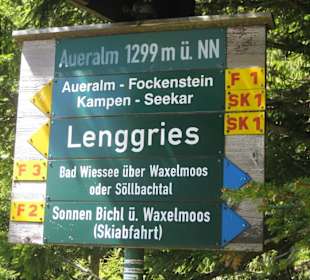 Aueralm 1299 m ü. NN
Aueralm - Fockenstein
Kampen - Seekar
F 1
SK 1
Lenggries
SK 1
F 3
Bad Wiessee über Waxelmoos
oder Söllbachtal
F 2
Sonnen Bichl ü. Waxelmoos
(Skiabfahrt)